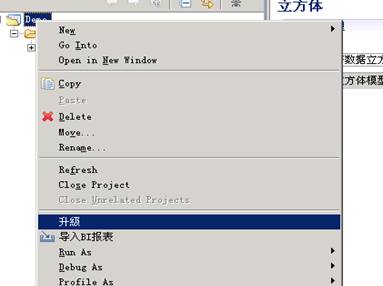 立方体
Demo
New
Go Into
Open in New Window
数据立方
Copy
立方体模型
Paste
Delete
Move...
Rename...
Refresh
Close Project
Close Unrelated Projects
升级
导入BI报表
Run As
Debug As
Profile As